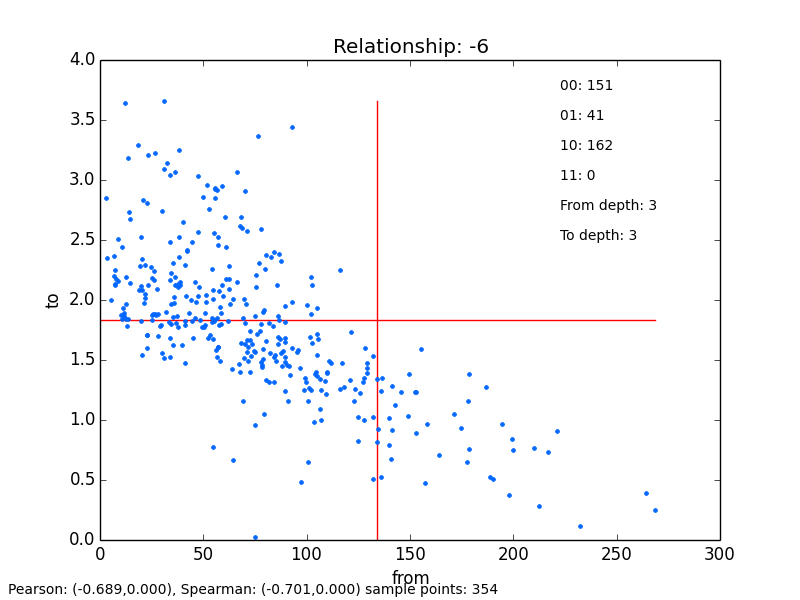 Relationship: -6
4.0
3.5
3.0
2.5
2.0
1.5
1.0
0.5
0.0
to
00: 151
01: 41
10: 162
11: 0
From depth: 3
To depth: 3
0 50 100 150 200 250 300
from
Pearson: (-0.689,0.000), Spearman: (-0.701,0.000) sample points: 354